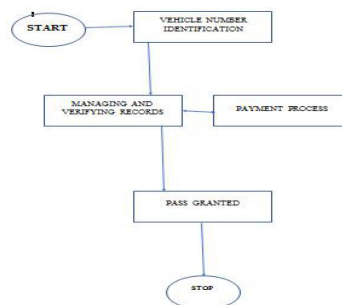 START
VEHICLE NUMBER
IDENTIFICATION
MANAGING AND
VERIFYING RECORDS
PAYMENT PROCESS
PASS GRANTED
STOP